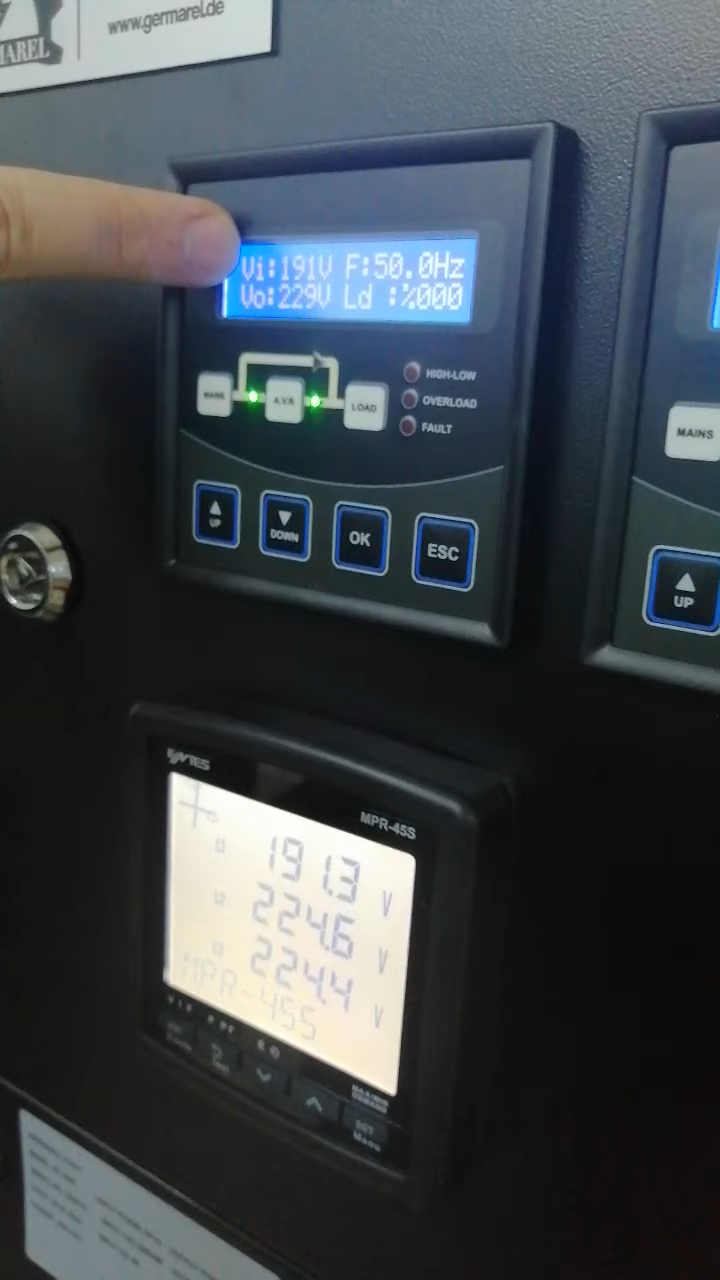 www.germarel.de
MAREL
Vi:191V F:50.0Hz
Vo:229V Ld :%000
HIGH-LOW
OVERLOAD
FAULT
A.V.R
LOAD
MAINS
UP
DOWN
OK
ESC
UP
ENTES
MPR-45S
191.3 V
224.6 V
224.4 V
MPR-45S
SET
Menu